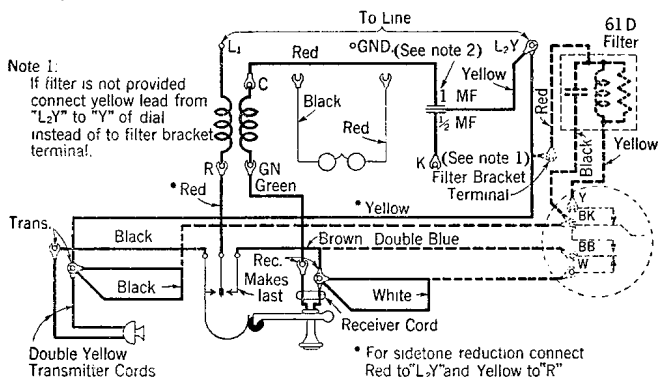 To Line
61D
Filter
L₁
Red
°GND. (See note 2)
L₂Y
Note 1:
If filter is not provided
connect yellow lead from
"L₂Y" to "Y" of dial
instead of to filter bracket
terminal.
C
Black
Red
1 MF
½ MF
Yellow
Red
Black
Yellow
R
GN
Green
K
(See note 1)
Filter Bracket
Terminal
* Red
* Yellow
Y
BK
BB
W
Trans.
Black
Brown
Double Blue
Rec.
Makes
last
Black
White
Receiver Cord
Double Yellow
Transmitter Cords
* For sidetone reduction connect
Red to "L₂Y" and Yellow to "R"